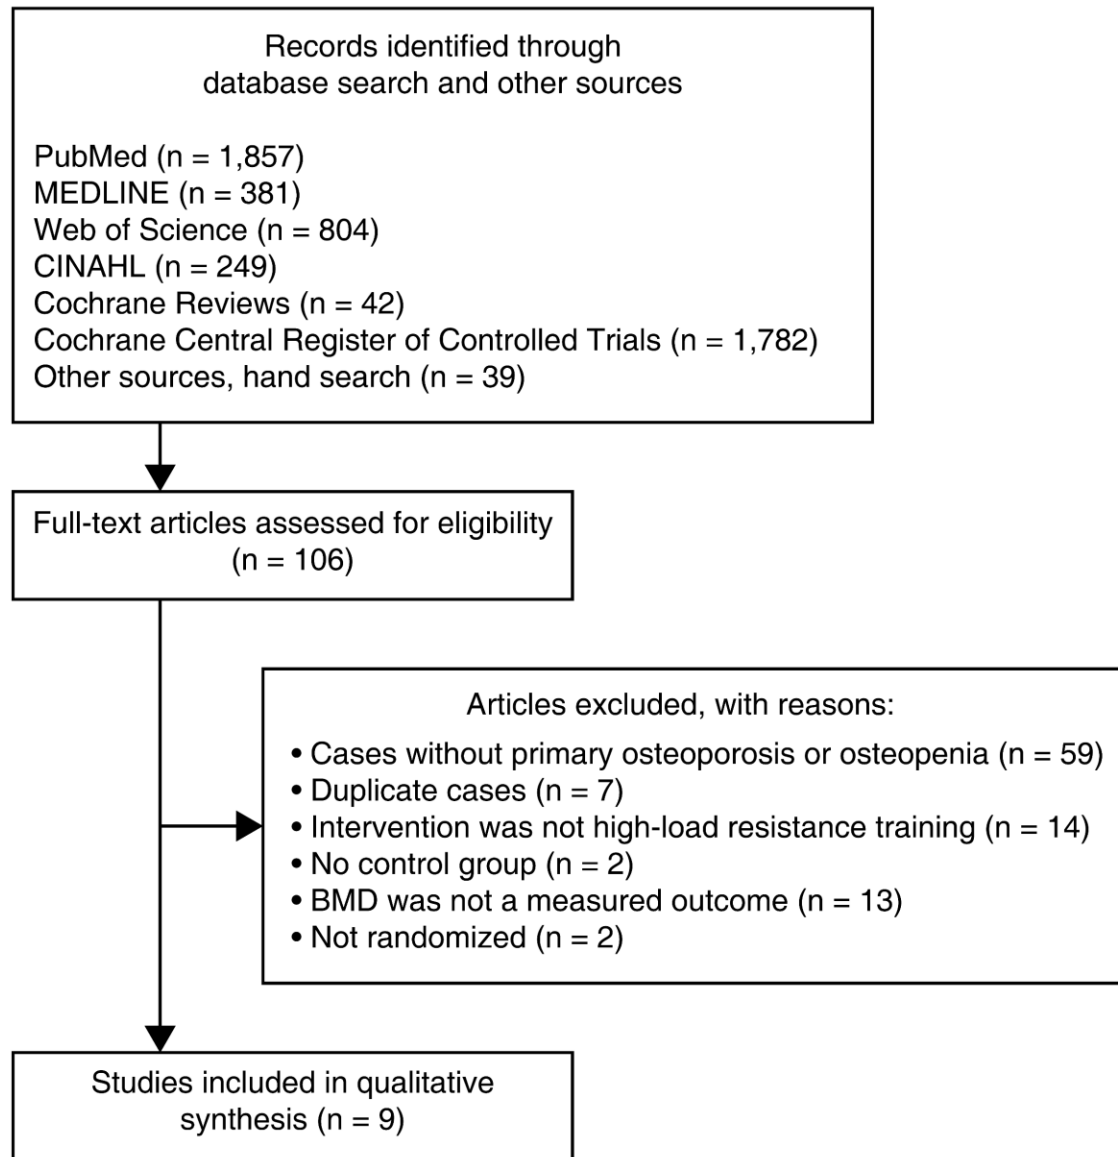 Records identified through
database search and other sources
PubMed (n = 1,857)
MEDLINE (n = 381)
Web of Science (n = 804)
CINAHL (n = 249)
Cochrane Reviews (n = 42)
Cochrane Central Register of Controlled Trials (n = 1,782)
Other sources, hand search (n = 39)
Full-text articles assessed for eligibility
(n = 106)
Articles excluded, with reasons:
• Cases without primary osteoporosis or osteopenia (n = 59)
• Duplicate cases (n = 7)
• Intervention was not high-load resistance training (n = 14)
• No control group (n = 2)
• BMD was not a measured outcome (n = 13)
• Not randomized (n = 2)
Studies included in qualitative
synthesis (n = 9)